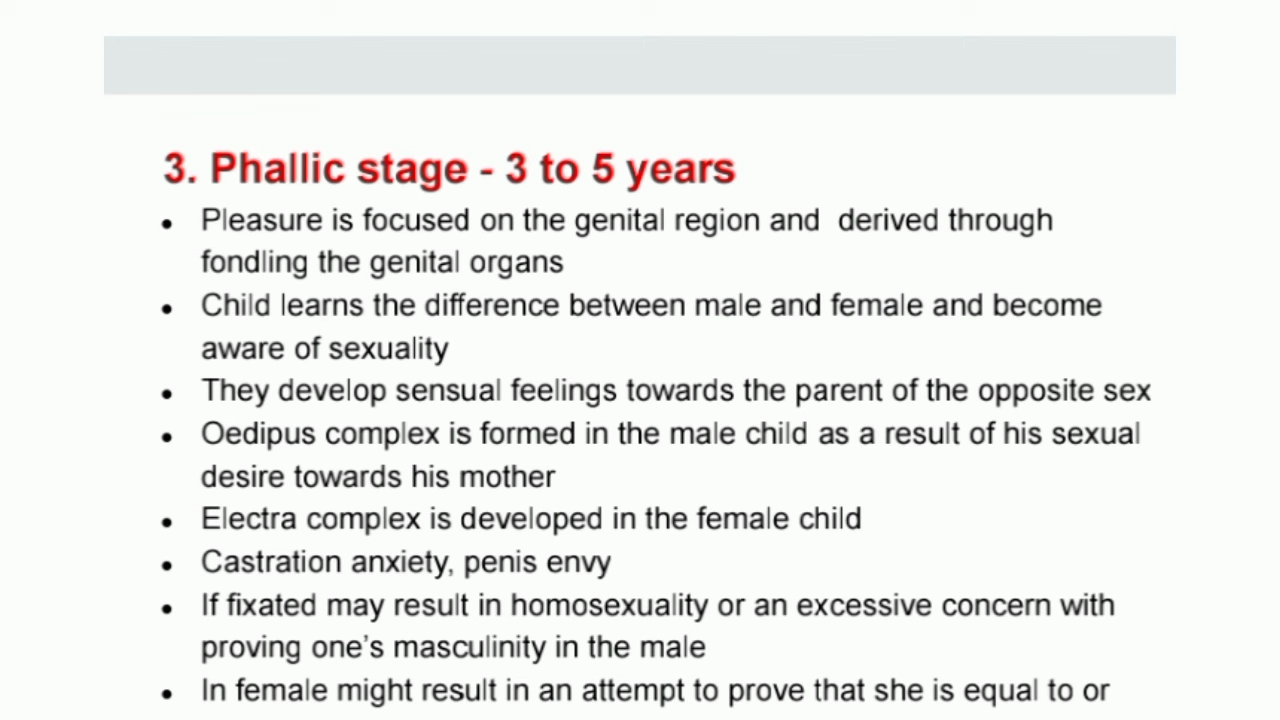 3. Phallic stage - 3 to 5 years
• Pleasure is focused on the genital region and derived through
fondling the genital organs
• Child learns the difference between male and female and become
aware of sexuality
• They develop sensual feelings towards the parent of the opposite sex
• Oedipus complex is formed in the male child as a result of his sexual
desire towards his mother
• Electra complex is developed in the female child
• Castration anxiety, penis envy
• If fixated may result in homosexuality or an excessive concern with
proving one's masculinity in the male
• In female might result in an attempt to prove that she is equal to or